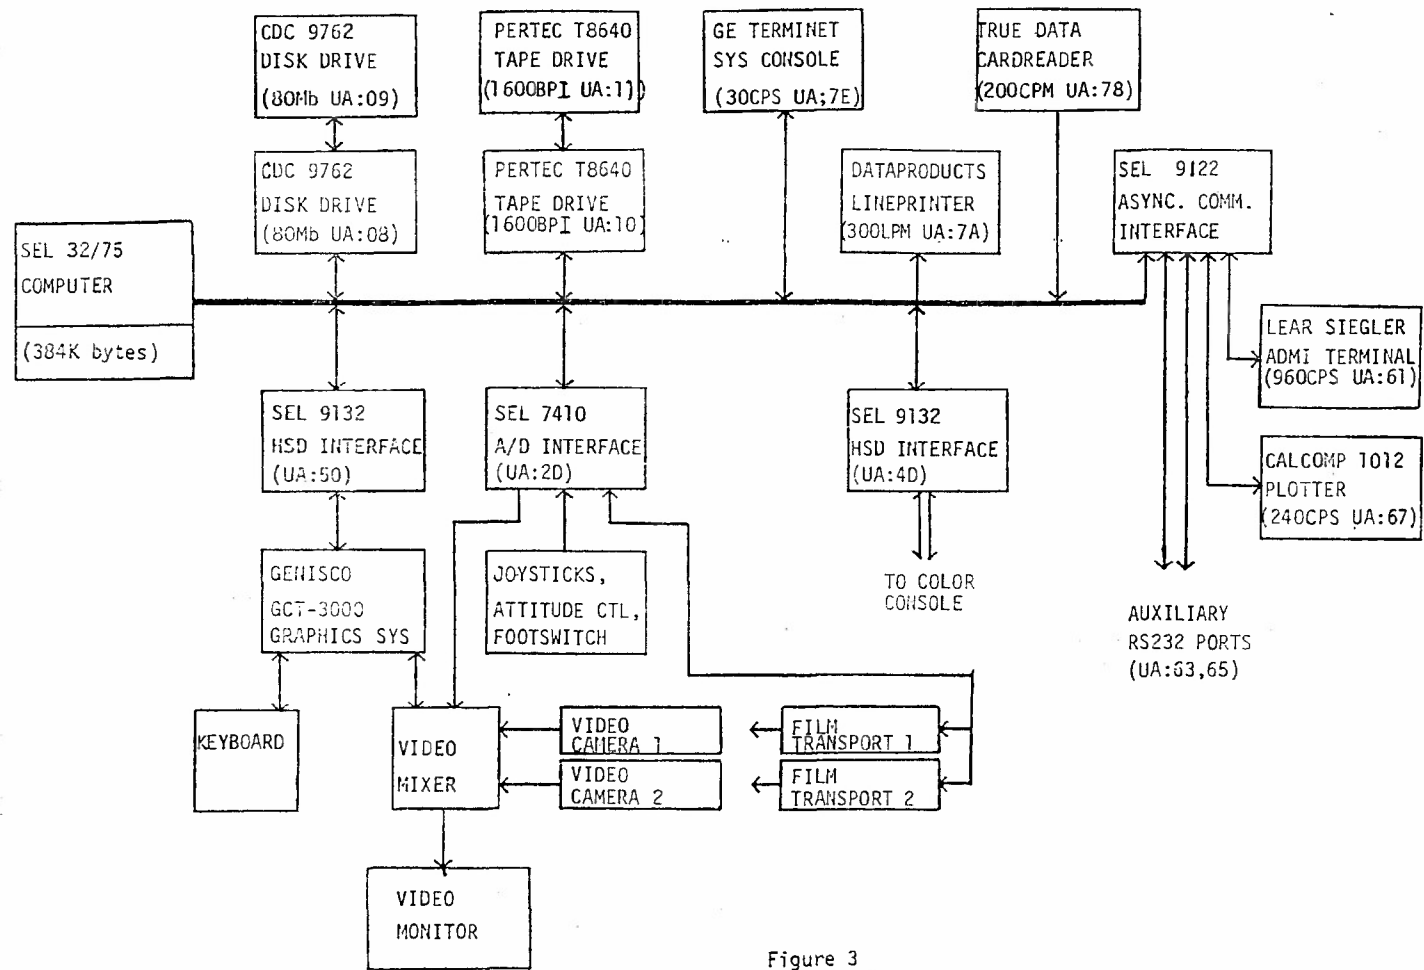 CDC 9762
DISK DRIVE
(80Mb UA:09)
PERTEC T8640
TAPE DRIVE
(1600BPI UA:11)
GE TERMINET
SYS CONSOLE
(30CPS UA;7E)
TRUE DATA
CARDREADER
(200CPM UA:78)
CDC 9762
DISK DRIVE
(80Mb UA:08)
PERTEC T8640
TAPE DRIVE
(1600BPI UA:10)
DATAPRODUCTS
LINEPRINTER
(300LPM UA:7A)
SEL 9122
ASYNC. COMM.
INTERFACE
SEL 32/75
COMPUTER
(384K bytes)
LEAR SIEGLER
ADMI TERMINAL
(960CPS UA:61)
SEL 9132
HSD INTERFACE
(UA:50)
SEL 7410
A/D INTERFACE
(UA:2D)
SEL 9132
HSD INTERFACE
(UA:4D)
CALCOMP 1012
PLOTTER
(240CPS UA:67)
GENISCO
GCT-3000
GRAPHICS SYS
JOYSTICKS,
ATTITUDE CTL,
FOOTSWITCH
TO COLOR
CONSOLE
AUXILIARY
RS232 PORTS
(UA:63,65)
KEYBOARD
VIDEO
MIXER
VIDEO
CAMERA 1
FILM
TRANSPORT 1
VIDEO
CAMERA 2
FILM
TRANSPORT 2
VIDEO
MONITOR
Figure 3